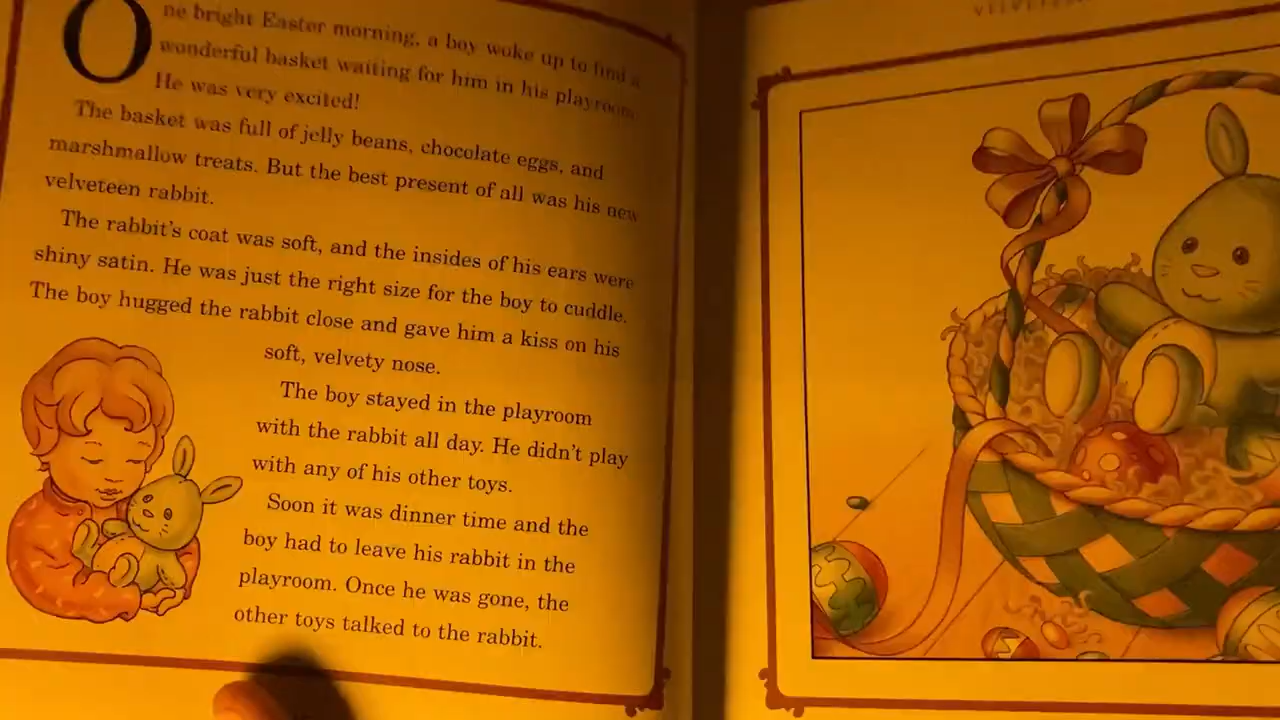 One bright Easter morning, a boy woke up to find a
wonderful basket waiting for him in his playroom.
He was very excited!
The basket was full of jelly beans, chocolate eggs, and
marshmallow treats. But the best present of all was his new
velveteen rabbit.
The rabbit's coat was soft, and the insides of his ears were
shiny satin. He was just the right size for the boy to cuddle.
The boy hugged the rabbit close and gave him a kiss on his
soft, velvety nose.
The boy stayed in the playroom
with the rabbit all day. He didn't play
with any of his other toys.
Soon it was dinner time and the
boy had to leave his rabbit in the
playroom. Once he was gone, the
other toys talked to the rabbit.